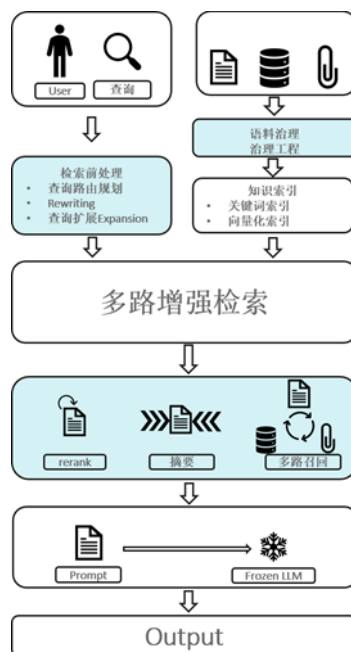 User
查询
检索前处理
• 查询路由规划
• Rewriting
• 查询扩展Expansion
语料治理
治理工程
知识索引
• 关键词索引
• 向量化索引
多路增强检索
rerank
摘要
多路召回
Prompt
Frozen LLM
Output